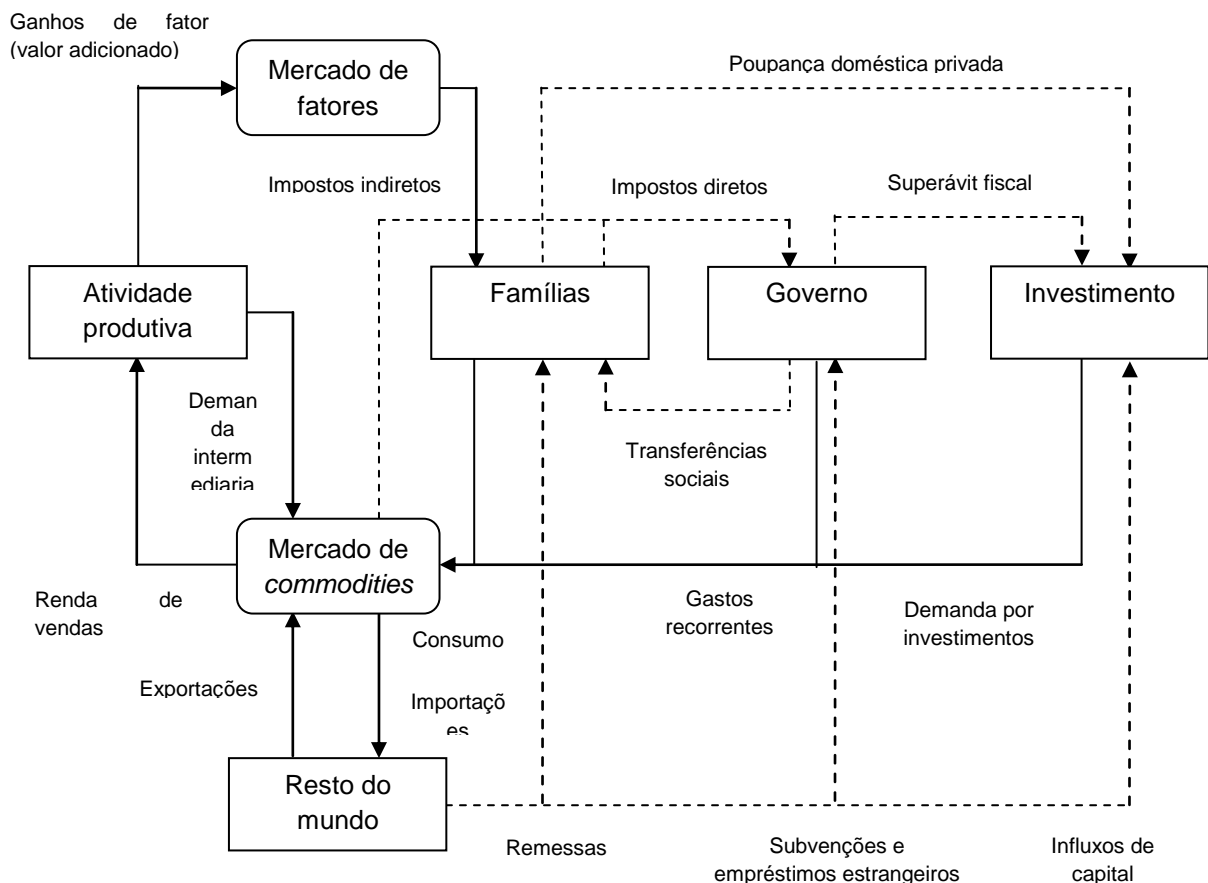 Ganhos de fator
(valor adicionado)
Mercado de
fatores
Poupança doméstica privada
Impostos indiretos
Impostos diretos
Superávit fiscal
Atividade
produtiva
Famílias
Governo
Investimento
Deman
da
interm
ediaria
Transferências
sociais
Mercado de
commodities
Renda de
vendas
Gastos
recorrentes
Demanda por
investimentos
Consumo
Exportações
Importaçõ
es
Resto do
mundo
Remessas
Subvenções e
empréstimos estrangeiros
Influxos de
capital